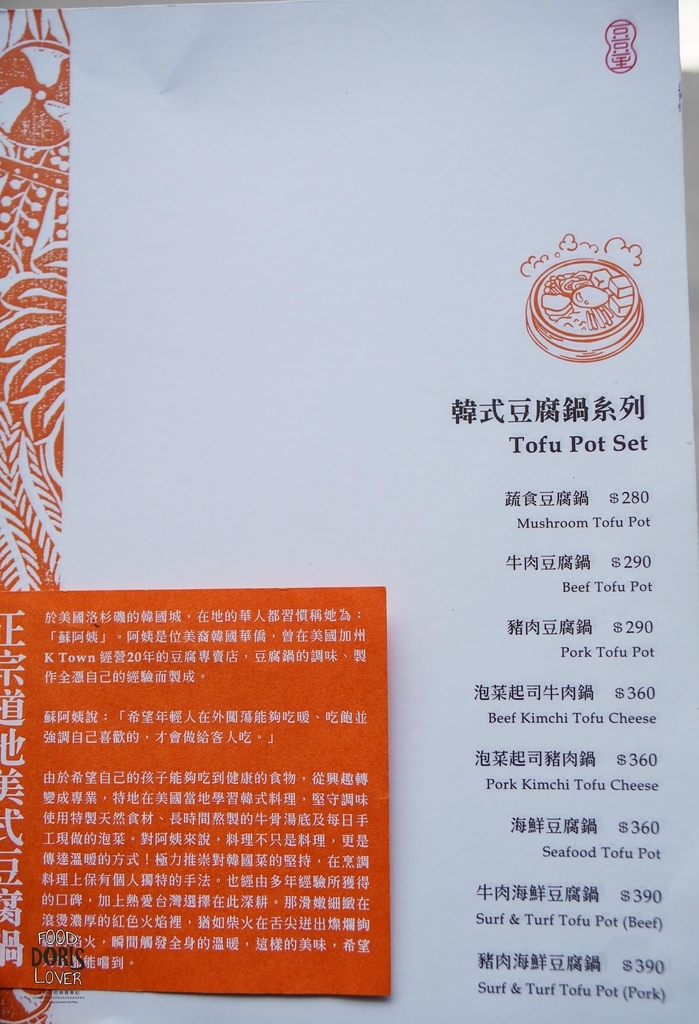 豆豆里
韓式豆腐鍋系列
Tofu Pot Set
蔬食豆腐鍋 $280
Mushroom Tofu Pot
牛肉豆腐鍋 $290
Beef Tofu Pot
豬肉豆腐鍋 $290
Pork Tofu Pot
泡菜起司牛肉鍋 $360
Beef Kimchi Tofu Cheese
泡菜起司豬肉鍋 $360
Pork Kimchi Tofu Cheese
海鮮豆腐鍋 $360
Seafood Tofu Pot
牛肉海鮮豆腐鍋 $390
Surf & Turf Tofu Pot (Beef)
豬肉海鮮豆腐鍋 $390
Surf & Turf Tofu Pot (Pork)
正宗道地美式豆腐鍋
於美國洛杉磯的韓國城，在地的華人都習慣稱她為：
「蘇阿姨」。阿姨是位美裔韓國華僑，曾在美國加州
K Town 經營20年的豆腐專賣店，豆腐鍋的調味、製
作全憑自己的經驗而製成。
蘇阿姨說：「希望年輕人在外闖蕩能夠吃暖、吃飽並
強調自己喜歡的，才會做給客人吃。」
由於希望自己的孩子能夠吃到健康的食物，從興趣轉
變成專業，特地在美國當地學習韓式料理，堅守調味
使用特製天然食材、長時間熬製的牛骨湯底及每日手
工現做的泡菜。對阿姨來說，料理不只是料理，更是
傳達溫暖的方式！極力推崇對韓國菜的堅持，在烹調
料理上保有個人獨特的手法。也經由多年經驗所獲得
的口碑，加上熱愛台灣選擇在此深耕。那滑嫩細緻在
滾燙濃厚的紅色火焰裡，猶如柴火在舌尖迸出燦爛絢
火，瞬間觸發全身的溫暖，這樣的美味，希望
能嚐到。
FOOD
DORIS
LOVER